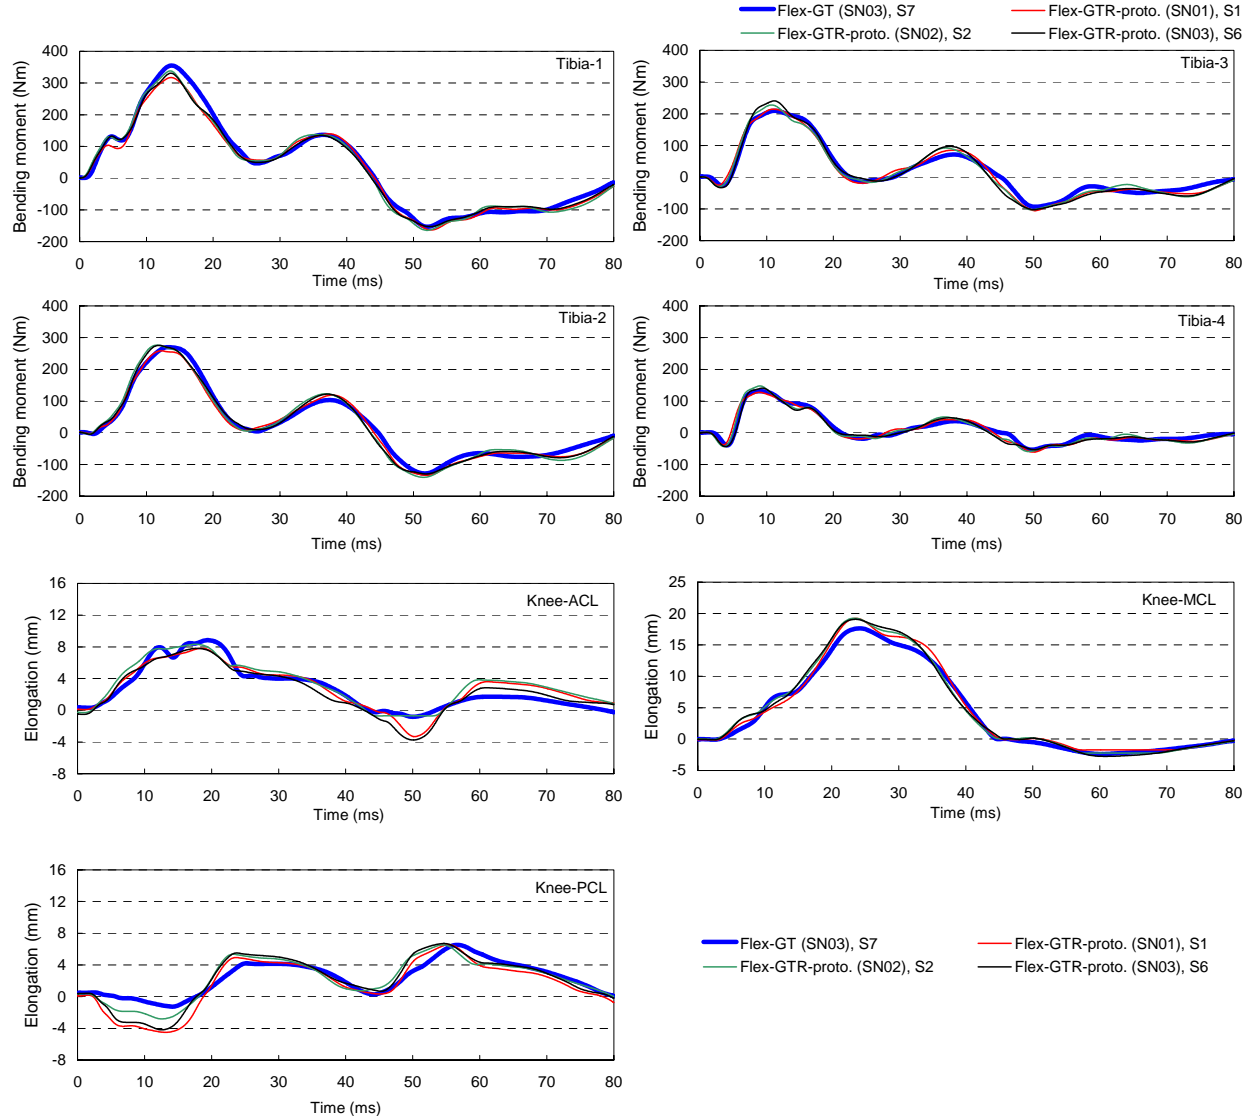 Flex-GT (SN03), S7 Flex-GTR-proto. (SN01), S1
Flex-GTR-proto. (SN02), S2 Flex-GTR-proto. (SN03), S6
Tibia-1
Bending moment (Nm)
400
300
200
100
0
-100
-200
0 10 20 30 40 50 60 70 80
Time (ms)
Tibia-3
Bending moment (Nm)
400
300
200
100
0
-100
-200
0 10 20 30 40 50 60 70 80
Time (ms)
Tibia-2
Bending moment (Nm)
400
300
200
100
0
-100
-200
0 10 20 30 40 50 60 70 80
Time (ms)
Tibia-4
Bending moment (Nm)
400
300
200
100
0
-100
-200
0 10 20 30 40 50 60 70 80
Time (ms)
Knee-ACL
Elongation (mm)
16
12
8
4
0
-4
-8
0 10 20 30 40 50 60 70 80
Time (ms)
Knee-MCL
Elongation (mm)
25
20
15
10
5
0
-5
0 10 20 30 40 50 60 70 80
Time (ms)
Knee-PCL
Elongation (mm)
16
12
8
4
0
-4
-8
0 10 20 30 40 50 60 70 80
Time (ms)
Flex-GT (SN03), S7 Flex-GTR-proto. (SN01), S1
Flex-GTR-proto. (SN02), S2 Flex-GTR-proto. (SN03), S6